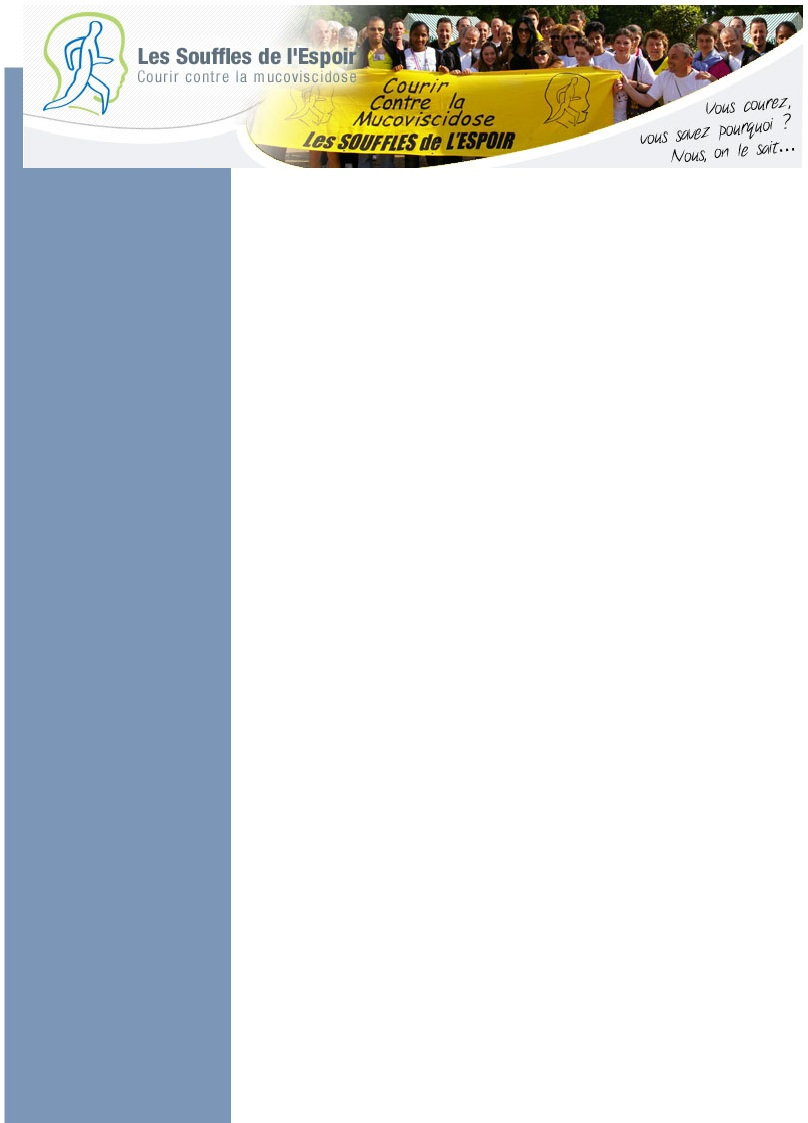 Les Souffles de l'Espoir
Courir contre la mucoviscidose
Courir
Contre la
Mucoviscidose
Les SOUFFLES de L'ESPOIR
Vous courez,
vous savez pourquoi ?
Nous, on le sait...